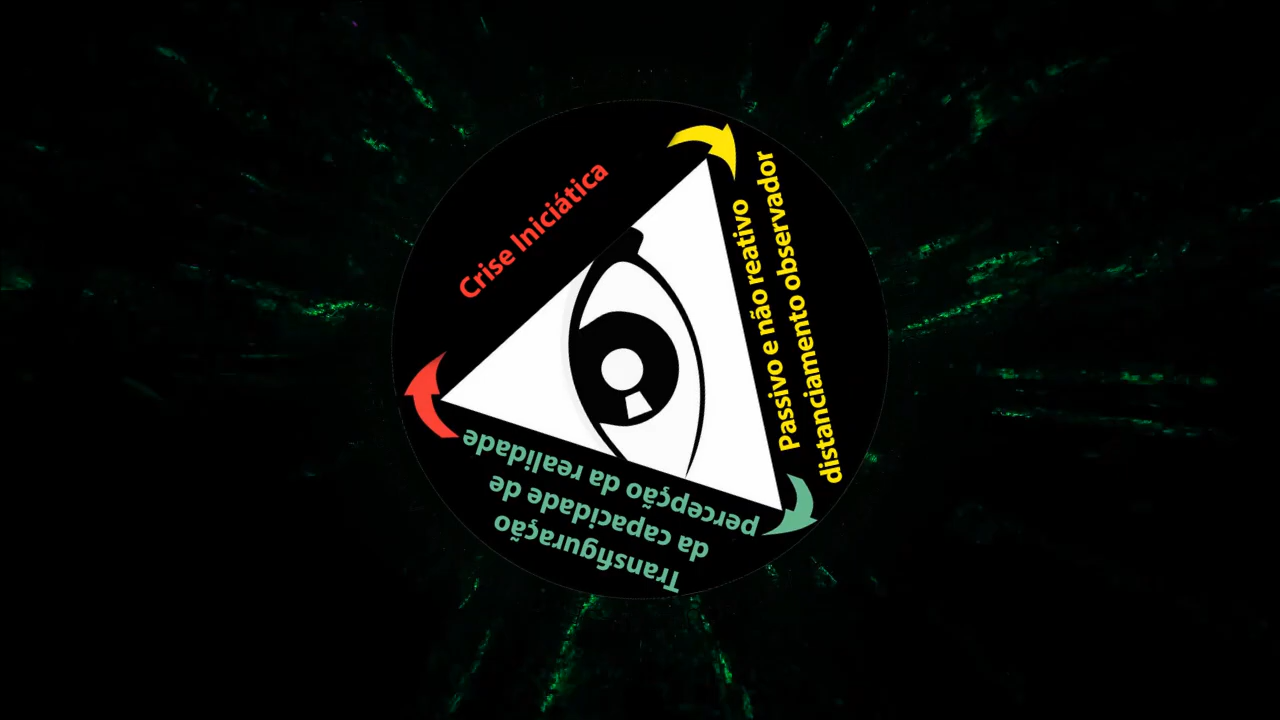 Crise Iniciática
Passivo e não reativo
distanciamento observador
Transfiguração
da capacidade de
percepção da realidade